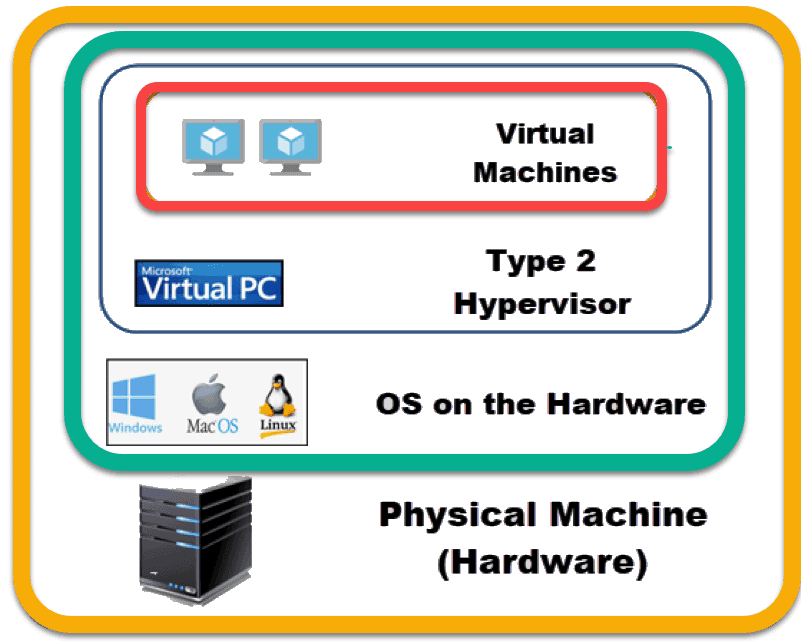 Virtual
Machines
Microsoft
Virtual PC
Type 2
Hypervisor
Windows
Mac OS
Linux
OS on the Hardware
Physical Machine
(Hardware)